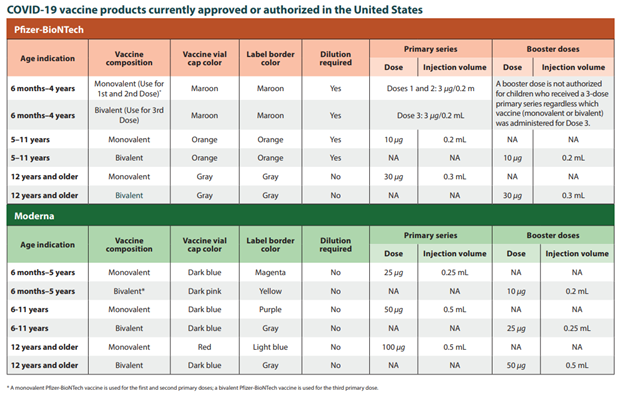 COVID-19 vaccine products currently approved or authorized in the United States
Pfizer-BioNTech
Age indication Vaccine composition Vaccine vial cap color Label border color Dilution required Primary series Booster doses
Dose Injection volume Dose Injection volume
6 months–4 years Monovalent (Use for 1st and 2nd Dose)* Maroon Maroon Yes Doses 1 and 2: 3 µg/0.2 m A booster dose is not authorized for children who received a 3-dose primary series regardless which vaccine (monovalent or bivalent) was administered for Dose 3.
6 months–4 years Bivalent (Use for 3rd Dose) Maroon Maroon Yes Dose 3: 3 µg/0.2 mL
5–11 years Monovalent Orange Orange Yes 10 µg 0.2 mL NA NA
5–11 years Bivalent Orange Orange Yes NA NA 10 µg 0.2 mL
12 years and older Monovalent Gray Gray No 30 µg 0.3 mL NA NA
12 years and older Bivalent Gray Gray No NA NA 30 µg 0.3 mL
Moderna
Age indication Vaccine composition Vaccine vial cap color Label border color Dilution required Primary series Booster doses
Dose Injection volume Dose Injection volume
6 months–5 years Monovalent Dark blue Magenta No 25 µg 0.25 mL NA NA
6 months–5 years Bivalent* Dark pink Yellow No NA NA 10 µg 0.2 mL
6-11 years Monovalent Dark blue Purple No 50 µg 0.5 mL NA NA
6-11 years Bivalent Dark blue Gray No NA NA 25 µg 0.25 mL
12 years and older Monovalent Red Light blue No 100 µg 0.5 mL NA NA
12 years and older Bivalent Dark blue Gray No NA NA 50 µg 0.5 mL
* A monovalent Pfizer-BioNTech vaccine is used for the first and second primary doses; a bivalent Pfizer-BioNTech vaccine is used for the third primary dose.